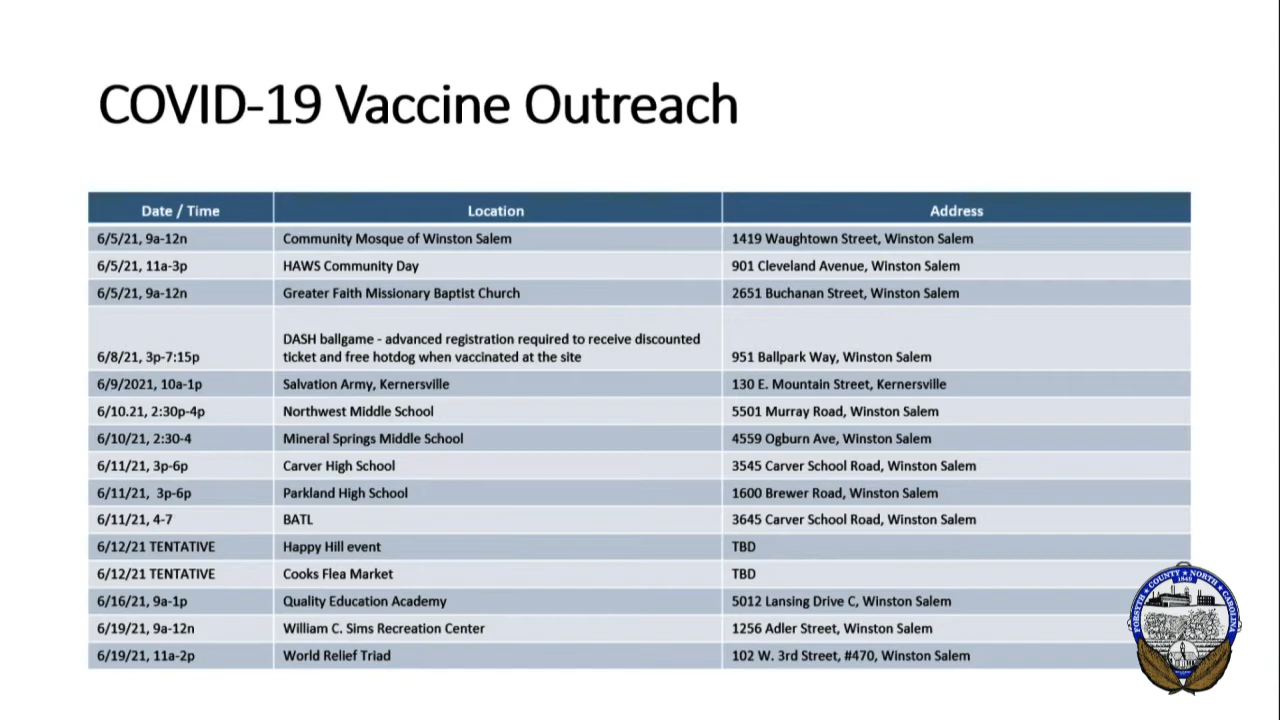 COVID-19 Vaccine Outreach
Date / Time Location Address
6/5/21, 9a-12n Community Mosque of Winston Salem 1419 Waughtown Street, Winston Salem
6/5/21, 11a-3p HAWS Community Day 901 Cleveland Avenue, Winston Salem
6/5/21, 9a-12n Greater Faith Missionary Baptist Church 2651 Buchanan Street, Winston Salem
DASH ballgame - advanced registration required to receive discounted
6/8/21, 3p-7:15p ticket and free hotdog when vaccinated at the site 951 Ballpark Way, Winston Salem
6/9/2021, 10a-1p Salvation Army, Kernersville 130 E. Mountain Street, Kernersville
6/10.21, 2:30p-4p Northwest Middle School 5501 Murray Road, Winston Salem
6/10/21, 2:30-4 Mineral Springs Middle School 4559 Ogburn Ave, Winston Salem
6/11/21, 3p-6p Carver High School 3545 Carver School Road, Winston Salem
6/11/21, 3p-6p Parkland High School 1600 Brewer Road, Winston Salem
6/11/21, 4-7 BATL 3645 Carver School Road, Winston Salem
6/12/21 TENTATIVE Happy Hill event TBD
6/12/21 TENTATIVE Cooks Flea Market TBD
6/16/21, 9a-1p Quality Education Academy 5012 Lansing Drive C, Winston Salem
6/19/21, 9a-12n William C. Sims Recreation Center 1256 Adler Street, Winston Salem
6/19/21, 11a-2p World Relief Triad 102 W. 3rd Street, #470, Winston Salem
FORSYTH COUNTY ★ NORTH CAROLINA
1849